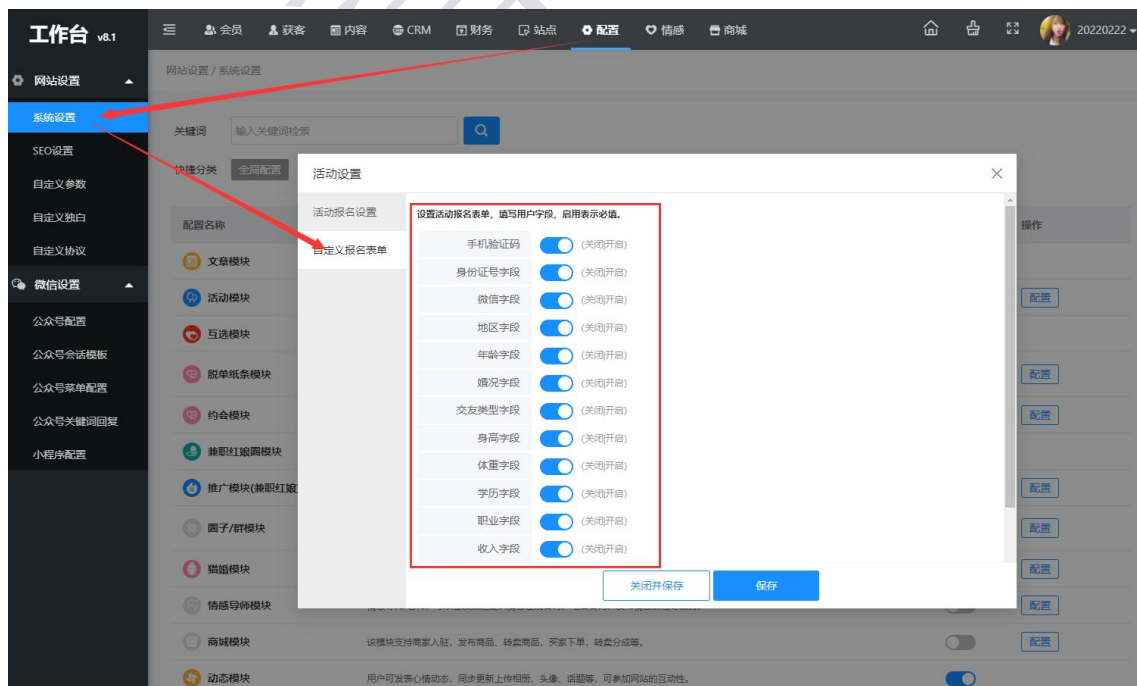 工作台 v8.1
会员 获客 内容 CRM 财务 站点 配置 情感 商城 20220222
网站设置
系统设置
SEO设置
自定义参数
自定义独白
自定义协议
微信设置
公众号配置
公众号会话模板
公众号菜单配置
公众号关键词回复
小程序配置
网站设置 / 系统设置
关键词 输入关键词检索
快捷分类 全局配置
配置名称 操作
文章模块
活动模块 配置
互选模块
脱单纸条模块 配置
约会模块 配置
兼职红娘圈模块
推广模块(兼职红娘 配置
圈子/群模块 配置
猎婚模块 配置
情感导师模块 配置
商城模块 该模块支持商家入驻、发布商品、转卖商品，买家下单，转卖分成等。 配置
动态模块 用户可发表心情动态，同步更新上传相册、头像、话题等，可参加网站的互动性。
活动设置
活动报名设置
自定义报名表单
设置活动报名表单，填写用户字段，启用表示必填。
手机验证码 (关闭|开启)
身份证号字段 (关闭|开启)
微信字段 (关闭|开启)
地区字段 (关闭|开启)
年龄字段 (关闭|开启)
婚况字段 (关闭|开启)
交友类型字段 (关闭|开启)
身高字段 (关闭|开启)
体重字段 (关闭|开启)
学历字段 (关闭|开启)
职业字段 (关闭|开启)
收入字段 (关闭|开启)
关闭并保存 保存